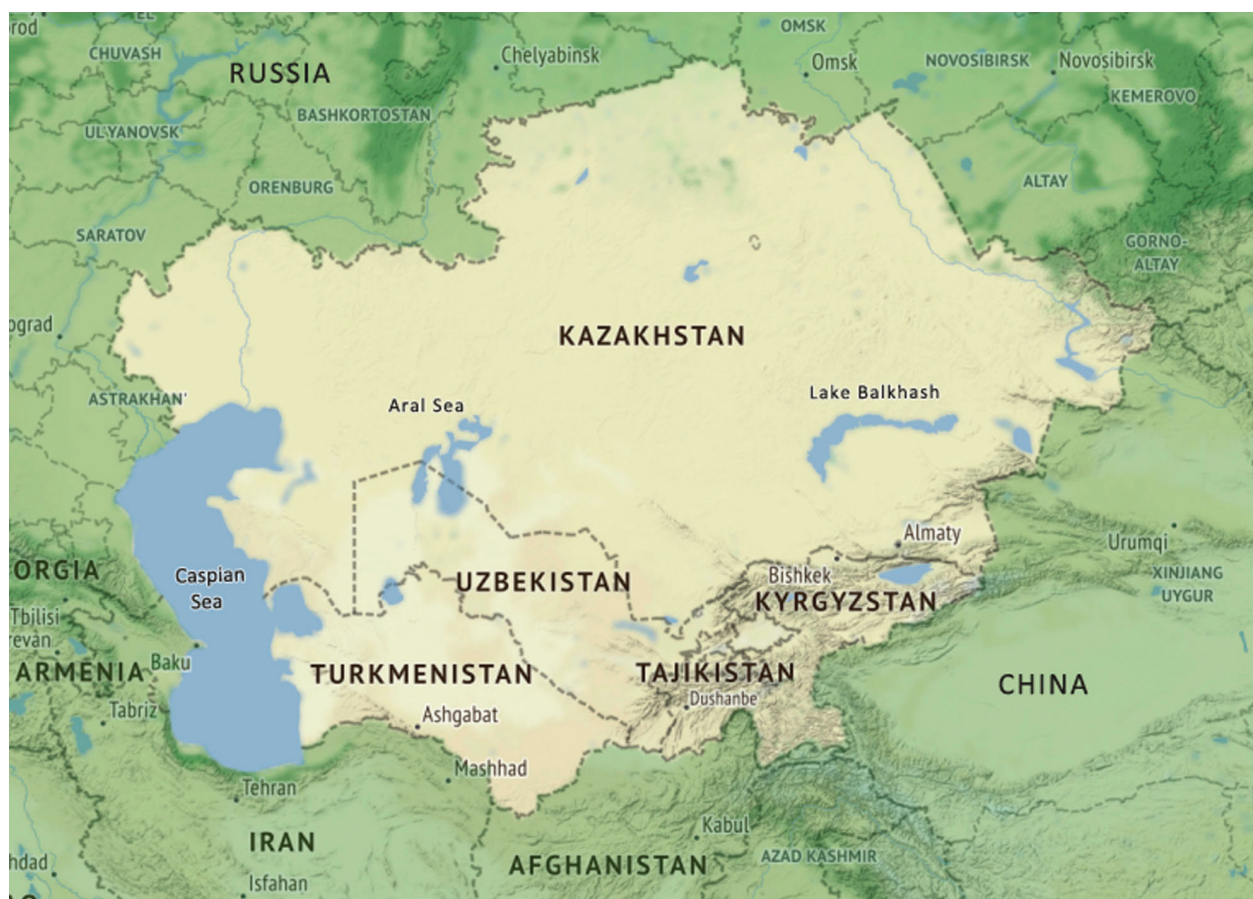 OMSK
CHUVASH
Chelyabinsk
RUSSIA
Omsk
NOVOSIBIRSK
Novosibirsk
KEMEROVO
BASHKORTOSTAN
UL'YANOVSK
ORENBURG
ALTAY
SARATOV
GORNO-
ALTAY
ograd
KAZAKHSTAN
ASTRAKHAN'
Aral Sea
Lake Balkhash
Almaty
Urumqi
ORGIA
Caspian
Sea
UZBEKISTAN
Bishkek
KYRGYZSTAN
XINJIANG
UYGUR
Tbilisi
revan
ARMENIA
Baku
TURKMENISTAN
TAJIKISTAN
Dushanbe
CHINA
Tabriz
Ashgabat
Mashhad
Tehran
IRAN
Kabul
AFGHANISTAN
AZAD KASHMIR
hdad
Isfahan